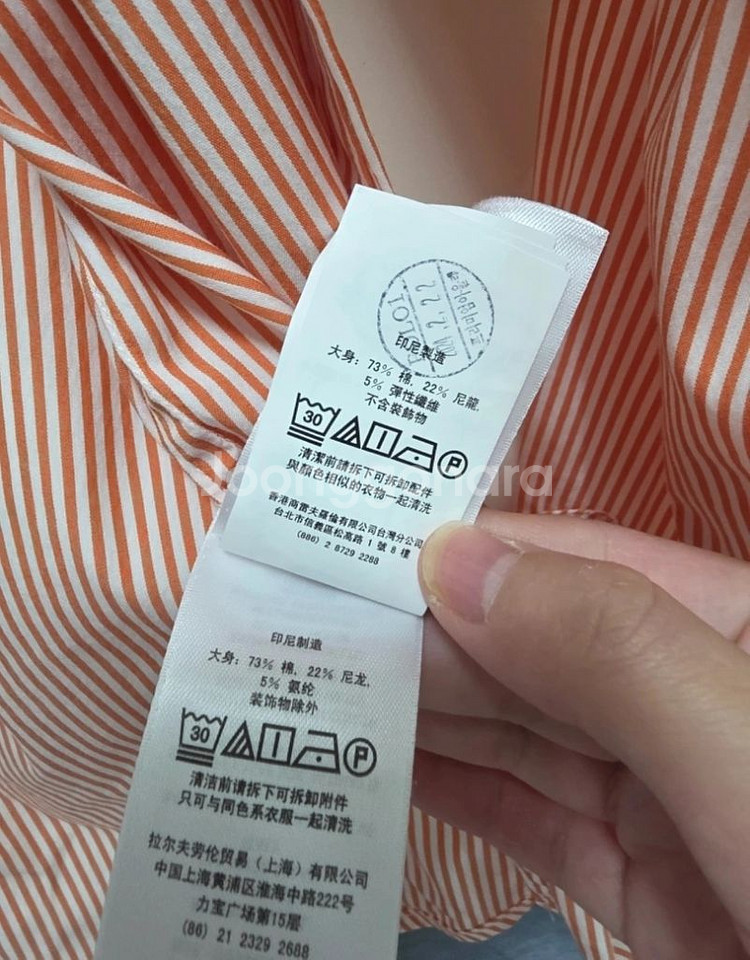 印尼製造
大身: 73% 棉, 22% 尼龍,
5% 彈性纖維
不含裝飾物
30 P
清潔前請拆下可拆卸配件
與顏色相似的衣物一起清洗
香港商雷夫羅倫有限公司台灣分公司
台北市信義區松高路 1 號 8 樓
(886) 2 8729 2288
印尼制造
大身: 73% 棉, 22% 尼龙,
5% 氨纶
装饰物除外
30 P
清洁前请拆下可拆卸附件
只可与同色系衣服一起清洗
拉尔夫劳伦贸易（上海）有限公司
中国上海黄浦区淮海中路222号
力宝广场第15层
(86) 21 2329 2688